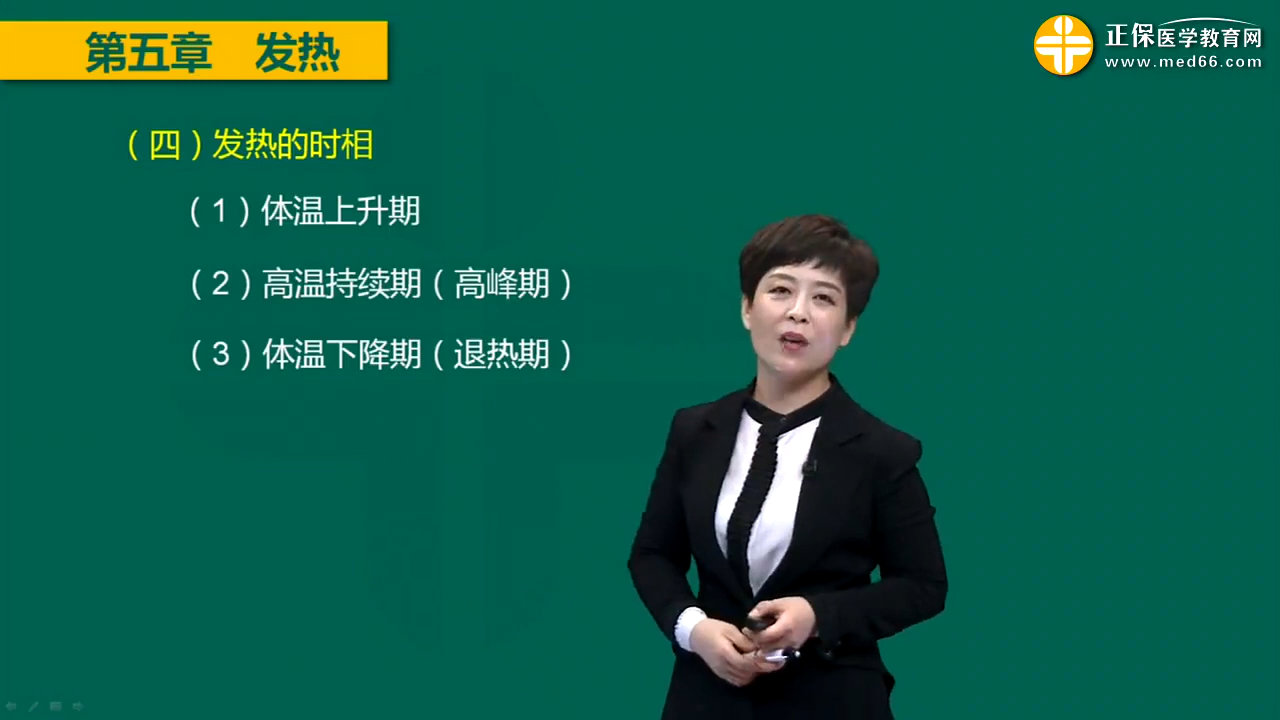 第五章 发热
正保医学教育网
www.med66.com
（四）发热的时相
（1）体温上升期
（2）高温持续期（高峰期）
（3）体温下降期（退热期）